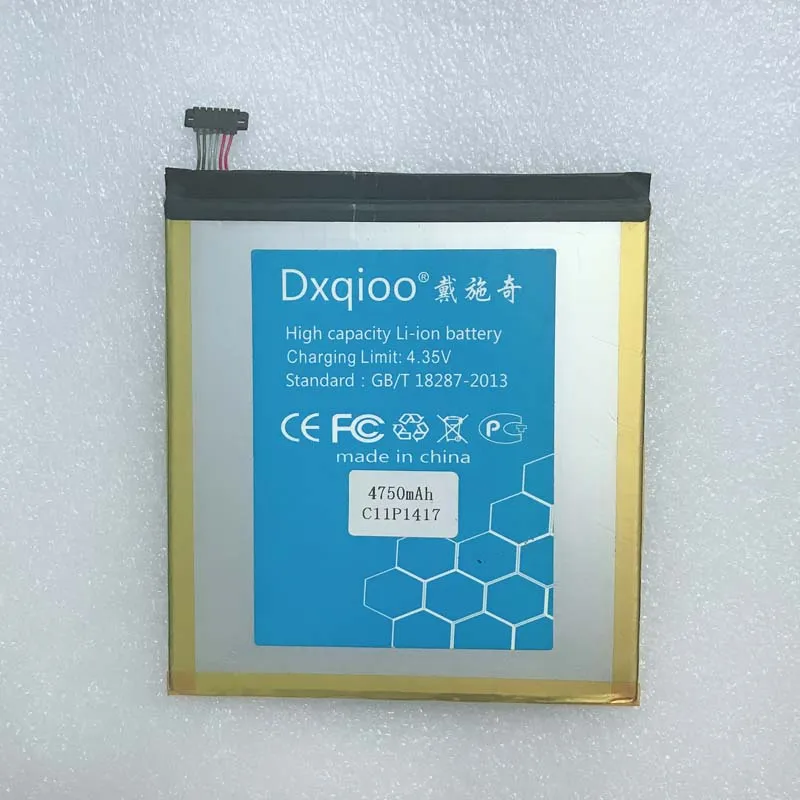 Dxqioo® 戴施奇
High capacity Li-ion battery
Charging Limit: 4.35V
Standard : GB/T 18287-2013
CE FC PC
made in china
4750mAh
C11P1417